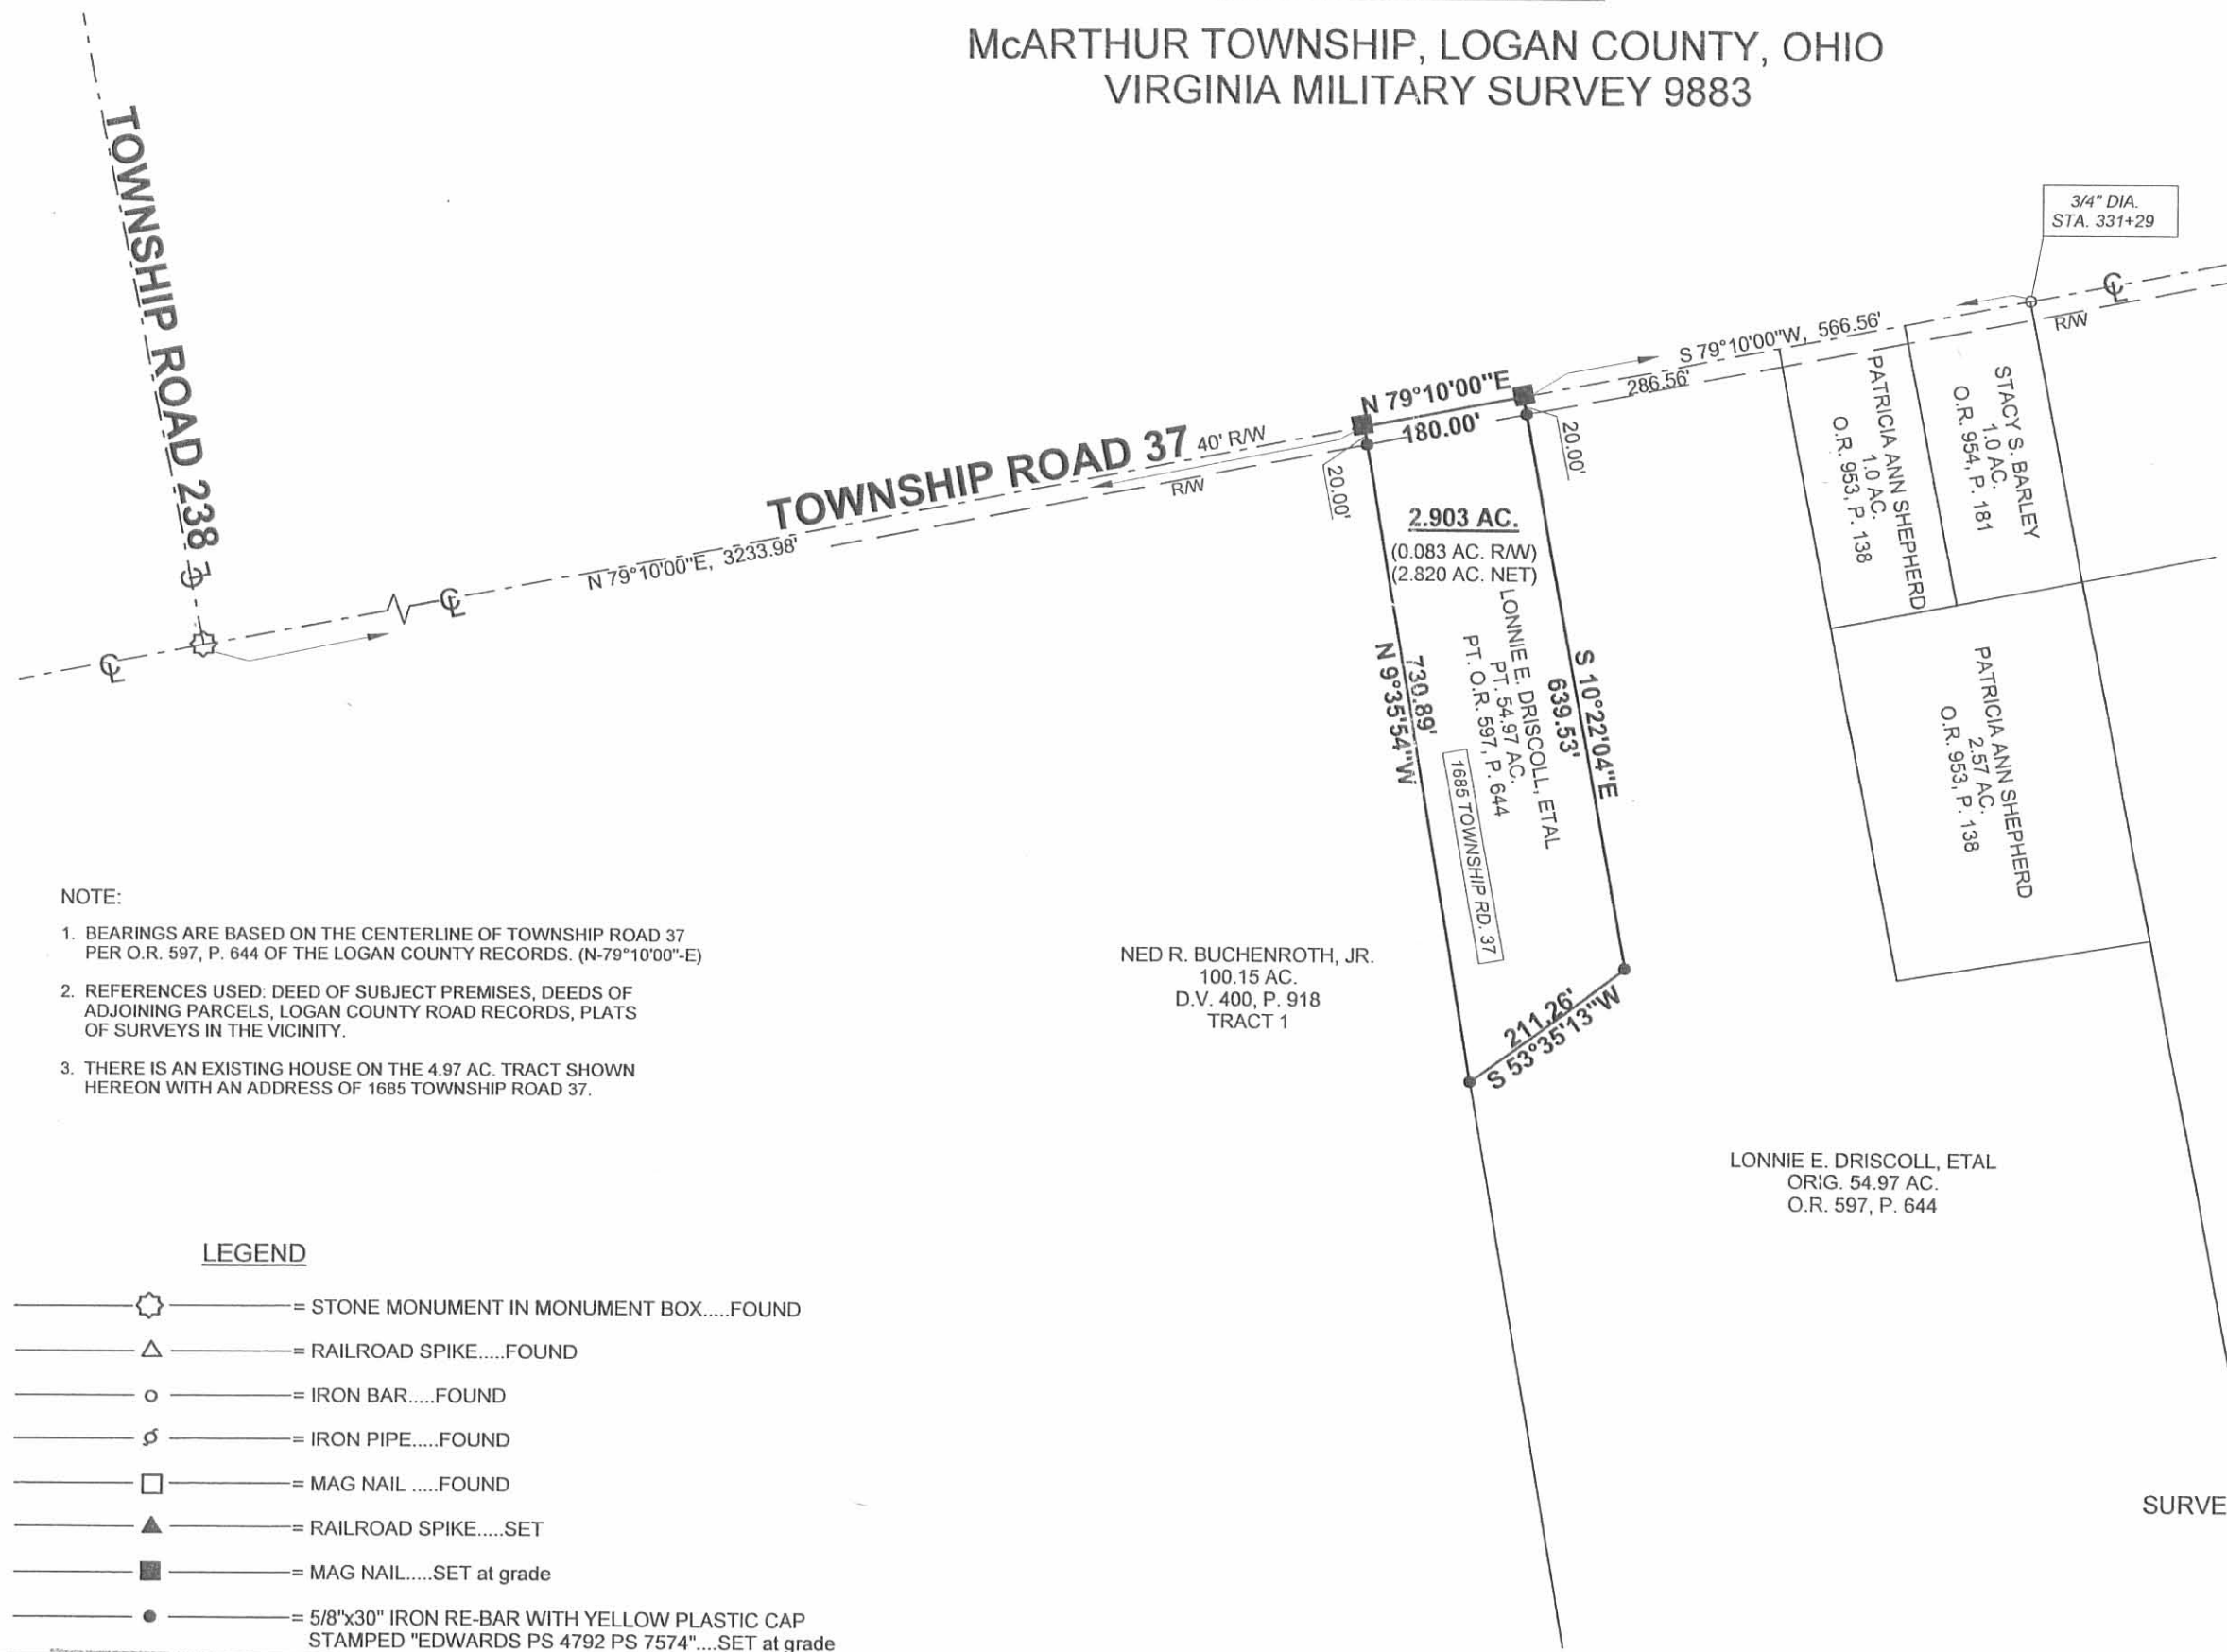 McARTHUR TOWNSHIP, LOGAN COUNTY, OHIO
VIRGINIA MILITARY SURVEY 9883
TOWNSHIP ROAD 238
3/4" DIA.
STA. 331+29
℄
R/W
S 79°10'00"W, 566.56'
286.56'
N 79°10'00"E
180.00'
TOWNSHIP ROAD 37
40' R/W
R/W
20.00'
20.00'
N 79°10'00"E, 3233.98'
℄
℄
℄
2.903 AC.
(0.083 AC. R/W)
(2.820 AC. NET)
LONNIE E. DRISCOLL, ETAL
PT. 54.97 AC.
PT. O.R. 597, P. 644
1685 TOWNSHIP RD. 37
730.89'
N 9°35'54"W
S 10°22'04"E
639.53'
211.26'
S 53°35'13"W
PATRICIA ANN SHEPHERD
1.0 AC.
O.R. 953, P. 138
STACY S. BARLEY
1.0 AC.
O.R. 954, P. 181
PATRICIA ANN SHEPHERD
2.57 AC.
O.R. 953, P. 138
NED R. BUCHENROTH, JR.
100.15 AC.
D.V. 400, P. 918
TRACT 1
LONNIE E. DRISCOLL, ETAL
ORIG. 54.97 AC.
O.R. 597, P. 644
NOTE:
1. BEARINGS ARE BASED ON THE CENTERLINE OF TOWNSHIP ROAD 37
PER O.R. 597, P. 644 OF THE LOGAN COUNTY RECORDS. (N-79°10'00"-E)
2. REFERENCES USED: DEED OF SUBJECT PREMISES, DEEDS OF
ADJOINING PARCELS, LOGAN COUNTY ROAD RECORDS, PLATS
OF SURVEYS IN THE VICINITY.
3. THERE IS AN EXISTING HOUSE ON THE 4.97 AC. TRACT SHOWN
HEREON WITH AN ADDRESS OF 1685 TOWNSHIP ROAD 37.
LEGEND
= STONE MONUMENT IN MONUMENT BOX.....FOUND
= RAILROAD SPIKE.....FOUND
= IRON BAR.....FOUND
= IRON PIPE.....FOUND
= MAG NAIL .....FOUND
= RAILROAD SPIKE.....SET
= MAG NAIL.....SET at grade
= 5/8"x30" IRON RE-BAR WITH YELLOW PLASTIC CAP
STAMPED "EDWARDS PS 4792 PS 7574"....SET at grade
SURVE